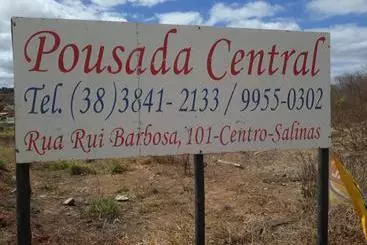 Pousada Central
Tel. (38)3841- 2133 / 9955-0302
Rua Rui Barbosa, 101-Centro-Salinas